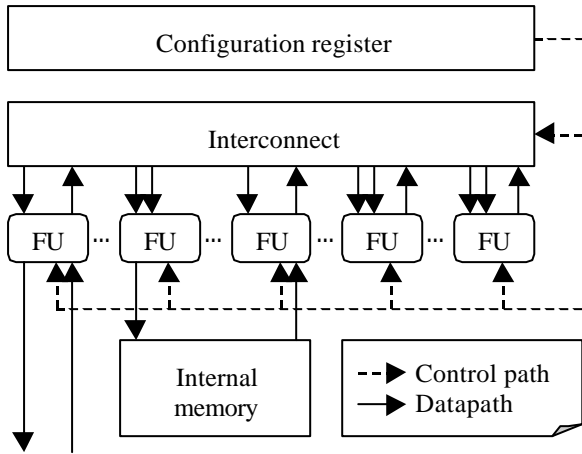 Configuration register
Interconnect
FU ... FU ... FU ... FU ... FU
Internal
memory
Control path
Datapath